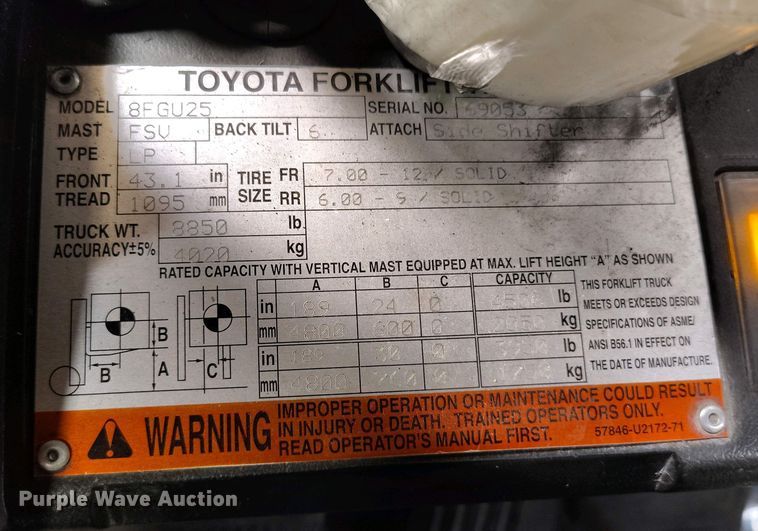 TOYOTA FORKLIFT
MODEL 8FGU25 SERIAL NO. 69053
MAST FSV BACK TILT 6 ATTACH Side Shifter
TYPE LP
FRONT TREAD 43.1 in TIRE SIZE FR 7.00 - 12 / SOLID
1095 mm RR 6.00 - 9 / SOLID
TRUCK WT. 8850 lb
ACCURACY±5% 4020 kg
RATED CAPACITY WITH VERTICAL MAST EQUIPPED AT MAX. LIFT HEIGHT "A" AS SHOWN
A B C CAPACITY
in 189 24 0 lb
mm 4800 600 0 kg
in 189 30 0 lb
mm 4800 760 0 kg
B
B A C
THIS FORKLIFT TRUCK
MEETS OR EXCEEDS DESIGN
SPECIFICATIONS OF ASME/
ANSI B56.1 IN EFFECT ON
THE DATE OF MANUFACTURE.
WARNING
IMPROPER OPERATION OR MAINTENANCE COULD RESULT
IN INJURY OR DEATH. TRAINED OPERATORS ONLY.
READ OPERATOR'S MANUAL FIRST.
57846-U2172-71
Purple Wave Auction